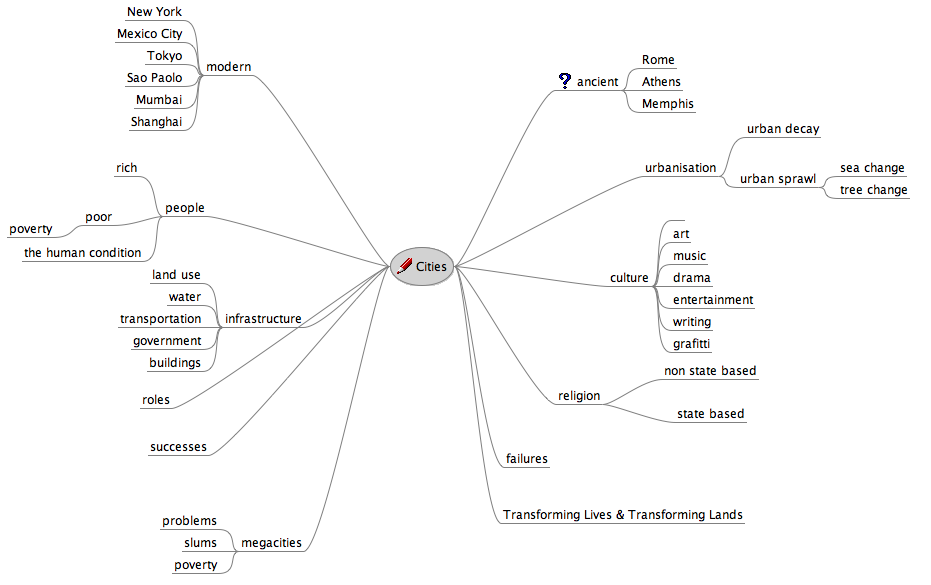 Cities
modern
New York
Mexico City
Tokyo
Sao Paolo
Mumbai
Shanghai
people
rich
poor
poverty
the human condition
infrastructure
land use
water
transportation
government
buildings
roles
successes
megacities
problems
slums
poverty
? ancient
Rome
Athens
Memphis
urbanisation
urban decay
urban sprawl
sea change
tree change
culture
art
music
drama
entertainment
writing
grafitti
religion
non state based
state based
failures
Transforming Lives & Transforming Lands